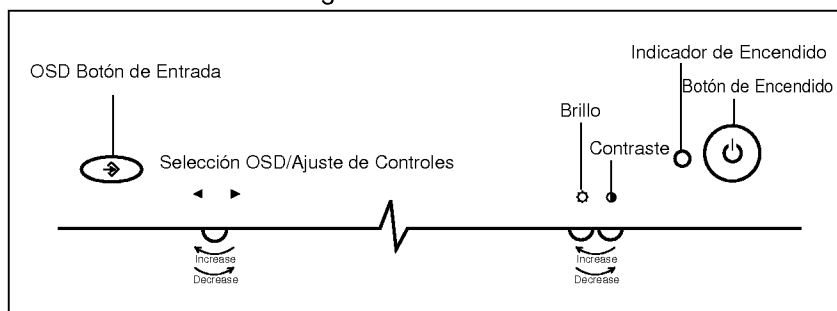 OSD Botón de Entrada
Indicador de Encendido
Botón de Encendido
Brillo
Contraste
Selección OSD/Ajuste de Controles
Increase
Decrease
Increase
Decrease